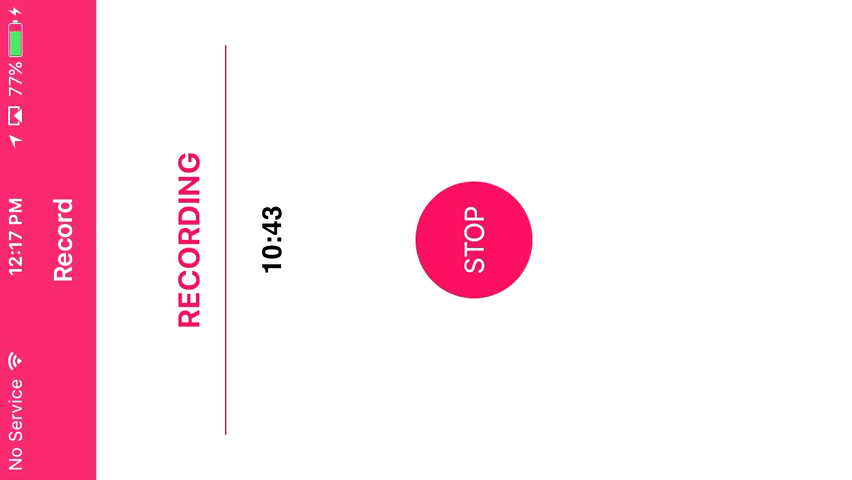 No Service 12:17 PM 77%
Record
RECORDING
10:43
STOP